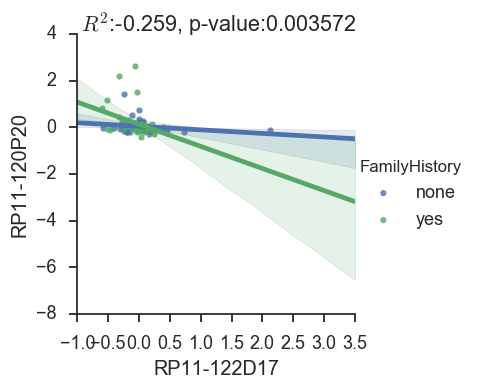 R²:-0.259, p-value:0.003572
4
2
0
−2
−4
−6
−8
RP11-120P20
FamilyHistory
none
yes
−1.0 −0.5 0.0 0.5 1.0 1.5 2.0 2.5 3.0 3.5
RP11-122D17